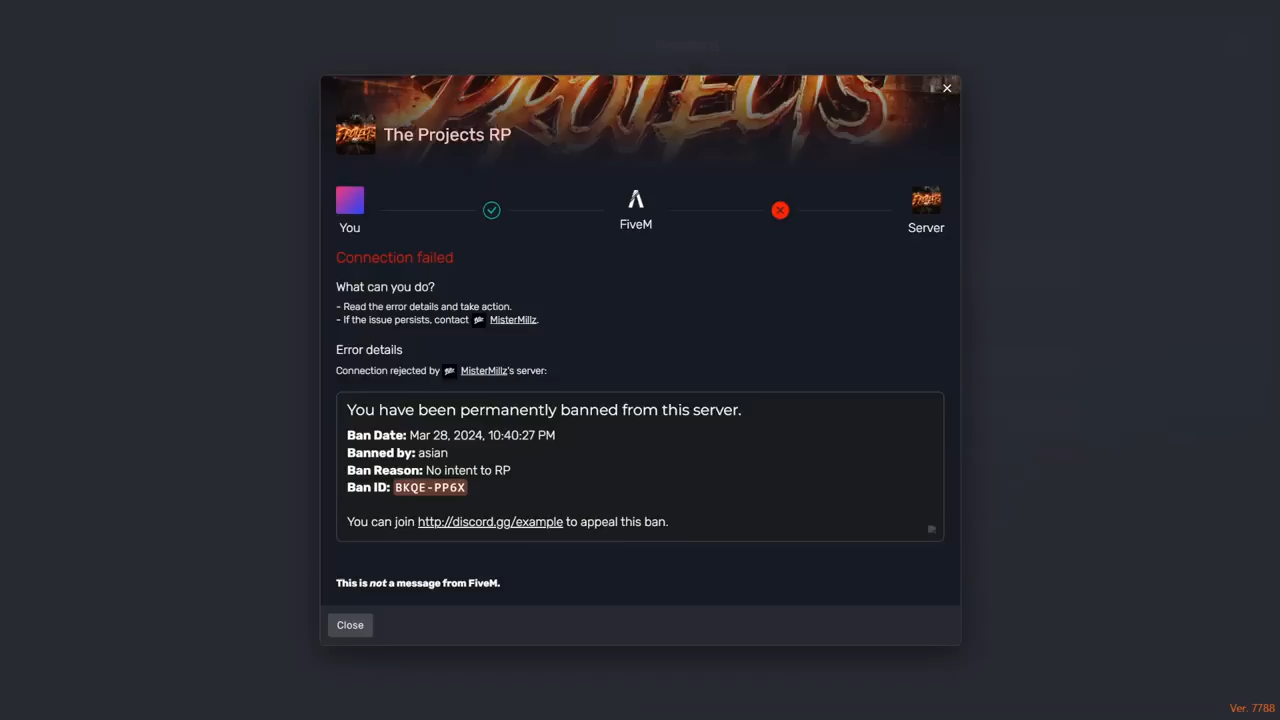 PROJECTS
PROJECTS
The Projects RP
You
FiveM
PROJECTS
Server
Connection failed
What can you do?
- Read the error details and take action.
- If the issue persists, contact MisterMillz.
Error details
Connection rejected by MisterMillz's server:
You have been permanently banned from this server.
Ban Date: Mar 28, 2024, 10:40:27 PM
Banned by: asian
Ban Reason: No intent to RP
Ban ID: BKQE-PP6X
You can join http://discord.gg/example to appeal this ban.
This is not a message from FiveM.
Close
Ver. 7788